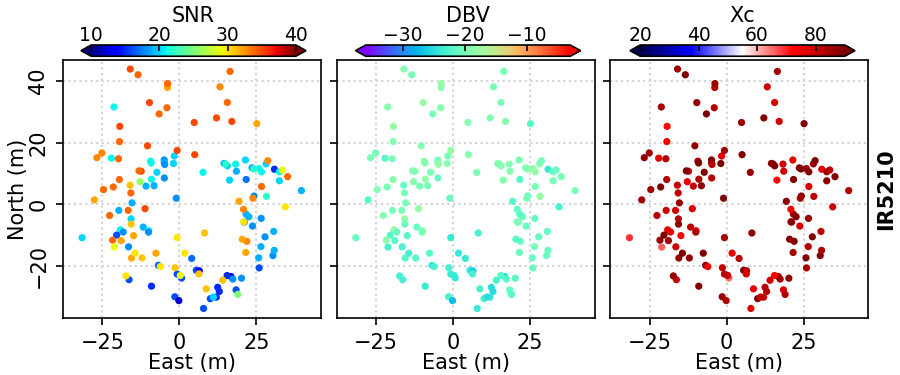 SNR DBV Xc
10 20 30 40 −30 −20 −10 20 40 60 80
40
20
0
−20
North (m)
IR5210
−25 0 25 −25 0 25 −25 0 25
East (m) East (m) East (m)